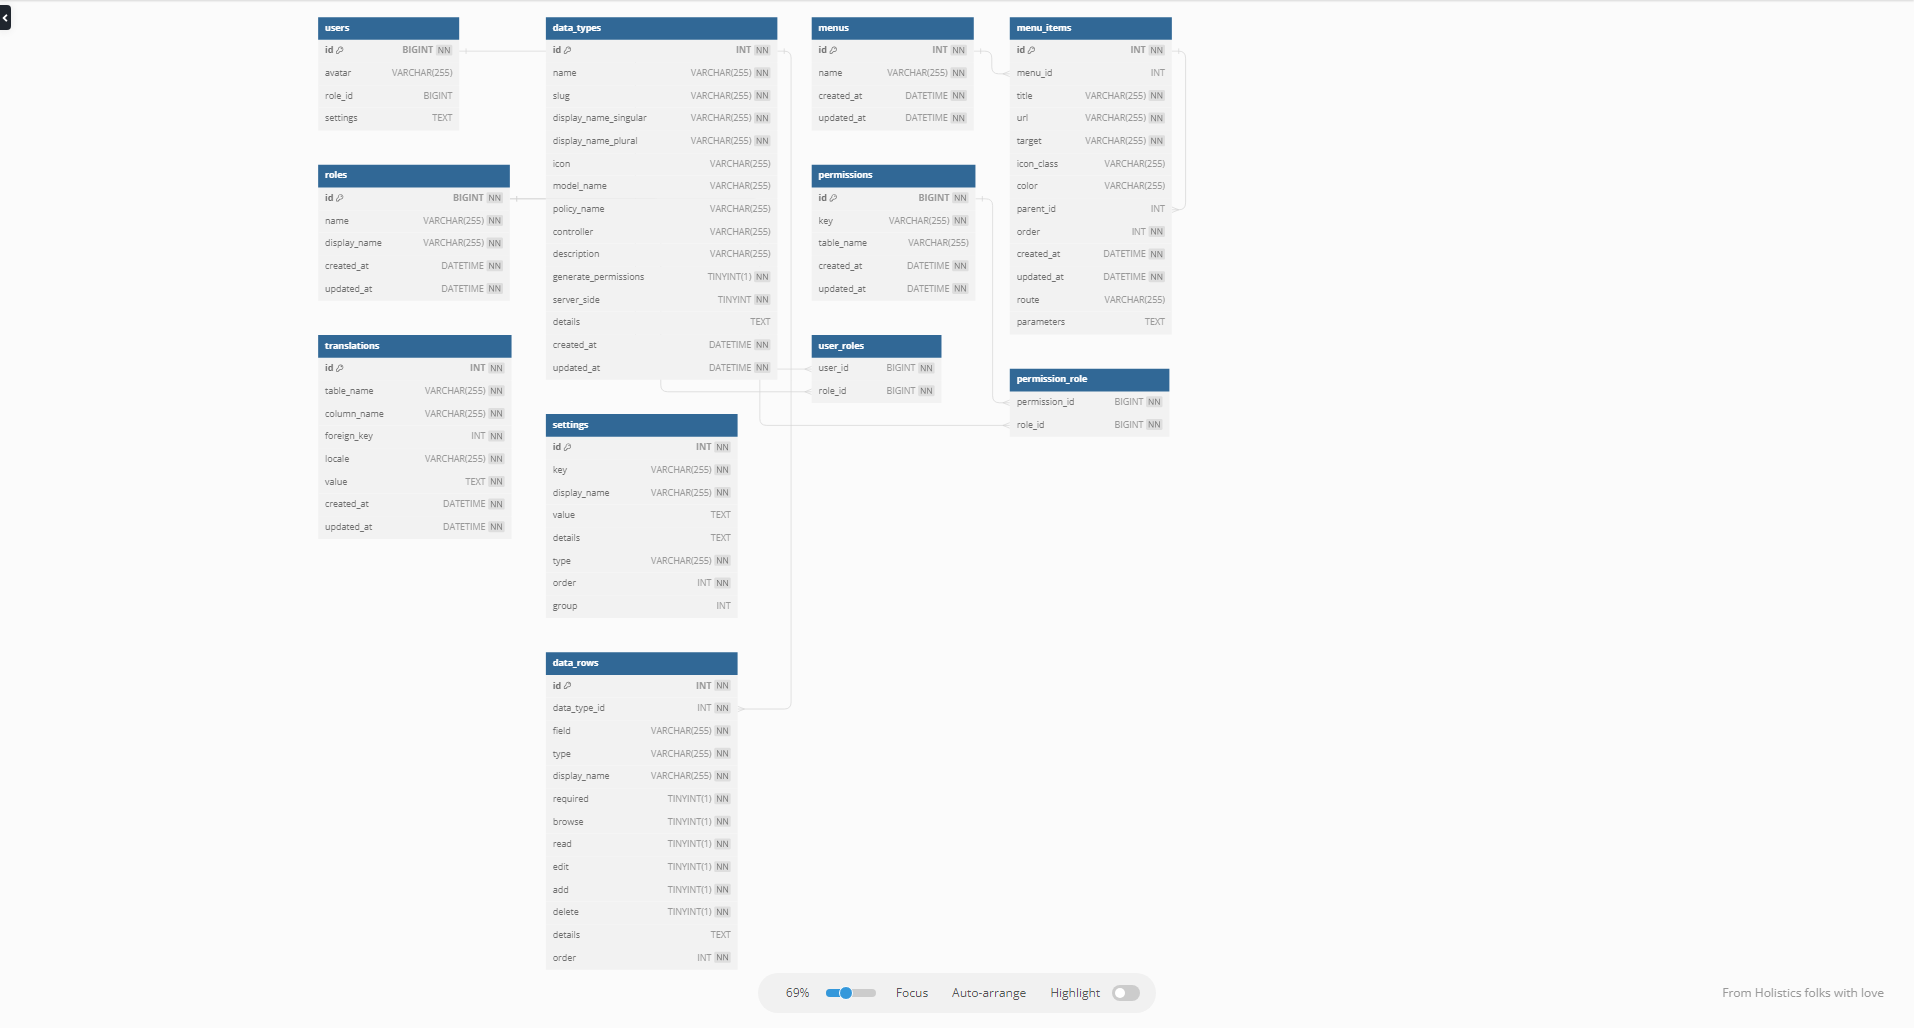 users
id BIGINT NN
avatar VARCHAR(255)
role_id BIGINT
settings TEXT
roles
id BIGINT NN
name VARCHAR(255) NN
display_name VARCHAR(255) NN
created_at DATETIME NN
updated_at DATETIME NN
translations
id INT NN
table_name VARCHAR(255) NN
column_name VARCHAR(255) NN
foreign_key INT NN
locale VARCHAR(255) NN
value TEXT NN
created_at DATETIME NN
updated_at DATETIME NN
data_types
id INT NN
name VARCHAR(255) NN
slug VARCHAR(255) NN
display_name_singular VARCHAR(255) NN
display_name_plural VARCHAR(255) NN
icon VARCHAR(255)
model_name VARCHAR(255)
policy_name VARCHAR(255)
controller VARCHAR(255)
description VARCHAR(255)
generate_permissions TINYINT(1) NN
server_side TINYINT NN
details TEXT
created_at DATETIME NN
updated_at DATETIME NN
settings
id INT NN
key VARCHAR(255) NN
display_name VARCHAR(255) NN
value TEXT
details TEXT
type VARCHAR(255) NN
order INT NN
group INT
data_rows
id INT NN
data_type_id INT NN
field VARCHAR(255) NN
type VARCHAR(255) NN
display_name VARCHAR(255) NN
required TINYINT(1) NN
browse TINYINT(1) NN
read TINYINT(1) NN
edit TINYINT(1) NN
add TINYINT(1) NN
delete TINYINT(1) NN
details TEXT
order INT NN
menus
id INT NN
name VARCHAR(255) NN
created_at DATETIME NN
updated_at DATETIME NN
permissions
id BIGINT NN
key VARCHAR(255) NN
table_name VARCHAR(255)
created_at DATETIME NN
updated_at DATETIME NN
user_roles
user_id BIGINT NN
role_id BIGINT NN
menu_items
id INT NN
menu_id INT
title VARCHAR(255) NN
url VARCHAR(255) NN
target VARCHAR(255) NN
icon_class VARCHAR(255)
color VARCHAR(255)
parent_id INT
order INT NN
created_at DATETIME NN
updated_at DATETIME NN
route VARCHAR(255)
parameters TEXT
permission_role
permission_id BIGINT NN
role_id BIGINT NN
69% Focus Auto-arrange Highlight
From Holistics folks with love